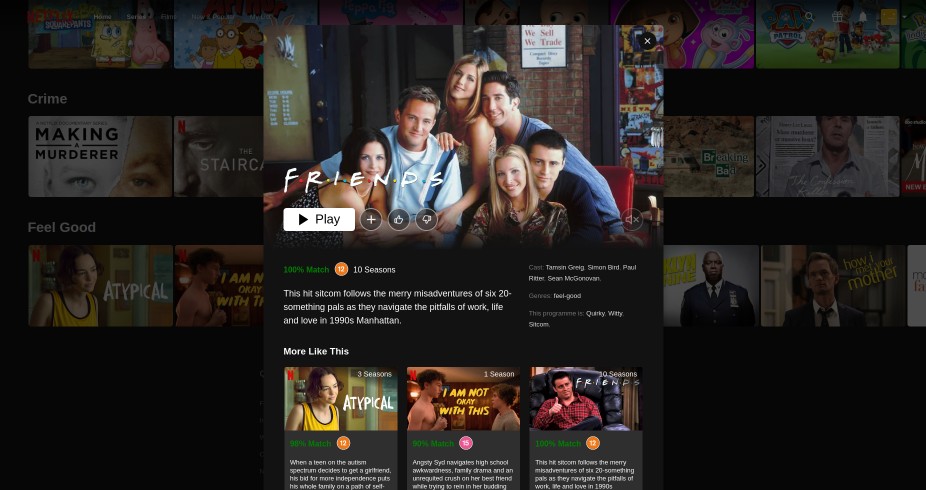 Home Series Films
We Sell
We Trade
Crime
MAKING
A
MURDERER
THE
STAIRCA
Breaking
Bad
PAW
PATROL
Feel Good
ATYPICAL
I AM N
OKAY
WITH TH
how i
met your
mother
F·R·I·E·N·D·S
Play
100% Match 12 10 Seasons
This hit sitcom follows the merry misadventures of six 20-
something pals as they navigate the pitfalls of work, life
and love in 1990s Manhattan.
Cast: Tamsin Greig, Simon Bird, Paul
Ritter, Sean McGonovan.
Genres: feel-good
This programme is: Quirky, Witty,
Sitcom.
More Like This
3 Seasons
ATYPICAL
98% Match 12
When a teen on the autism
spectrum decides to get a girlfriend,
his bid for more independence puts
his whole family on a path of self-
1 Season
I AM NOT
OKAY
WITH THIS
90% Match 15
Angsty Syd navigates high school
awkwardness, family drama and an
unrequited crush on her best friend
while trying to rein in her budding
10 Seasons
FRIENDS
100% Match 12
This hit sitcom follows the merry
misadventures of six 20-something
pals as they navigate the pitfalls of
work, life and love in 1990s